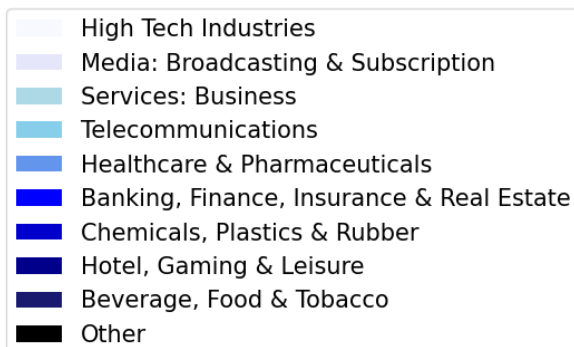 High Tech Industries
Media: Broadcasting & Subscription
Services: Business
Telecommunications
Healthcare & Pharmaceuticals
Banking, Finance, Insurance & Real Estate
Chemicals, Plastics & Rubber
Hotel, Gaming & Leisure
Beverage, Food & Tobacco
Other